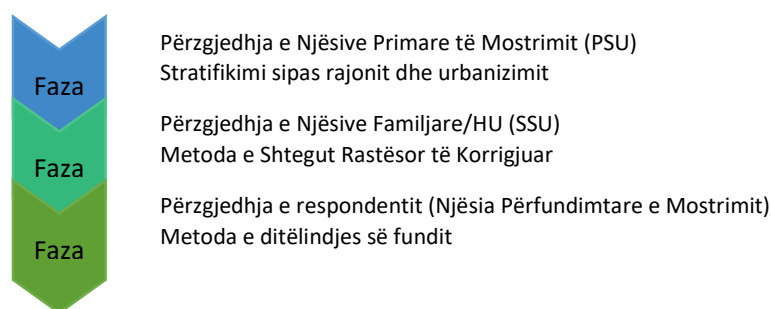 Përzgjedhja e Njësive Primare të Mostrimit (PSU)
Faza
Stratifikimi sipas rajonit dhe urbanizimit
Përzgjedhja e Njësive Familjare/HU (SSU)
Faza
Metoda e Shtegut Rastësor të Korrigjuar
Përzgjedhja e respondentit (Njësia Përfundimtare e Mostrimit)
Faza
Metoda e ditëlindjes së fundit